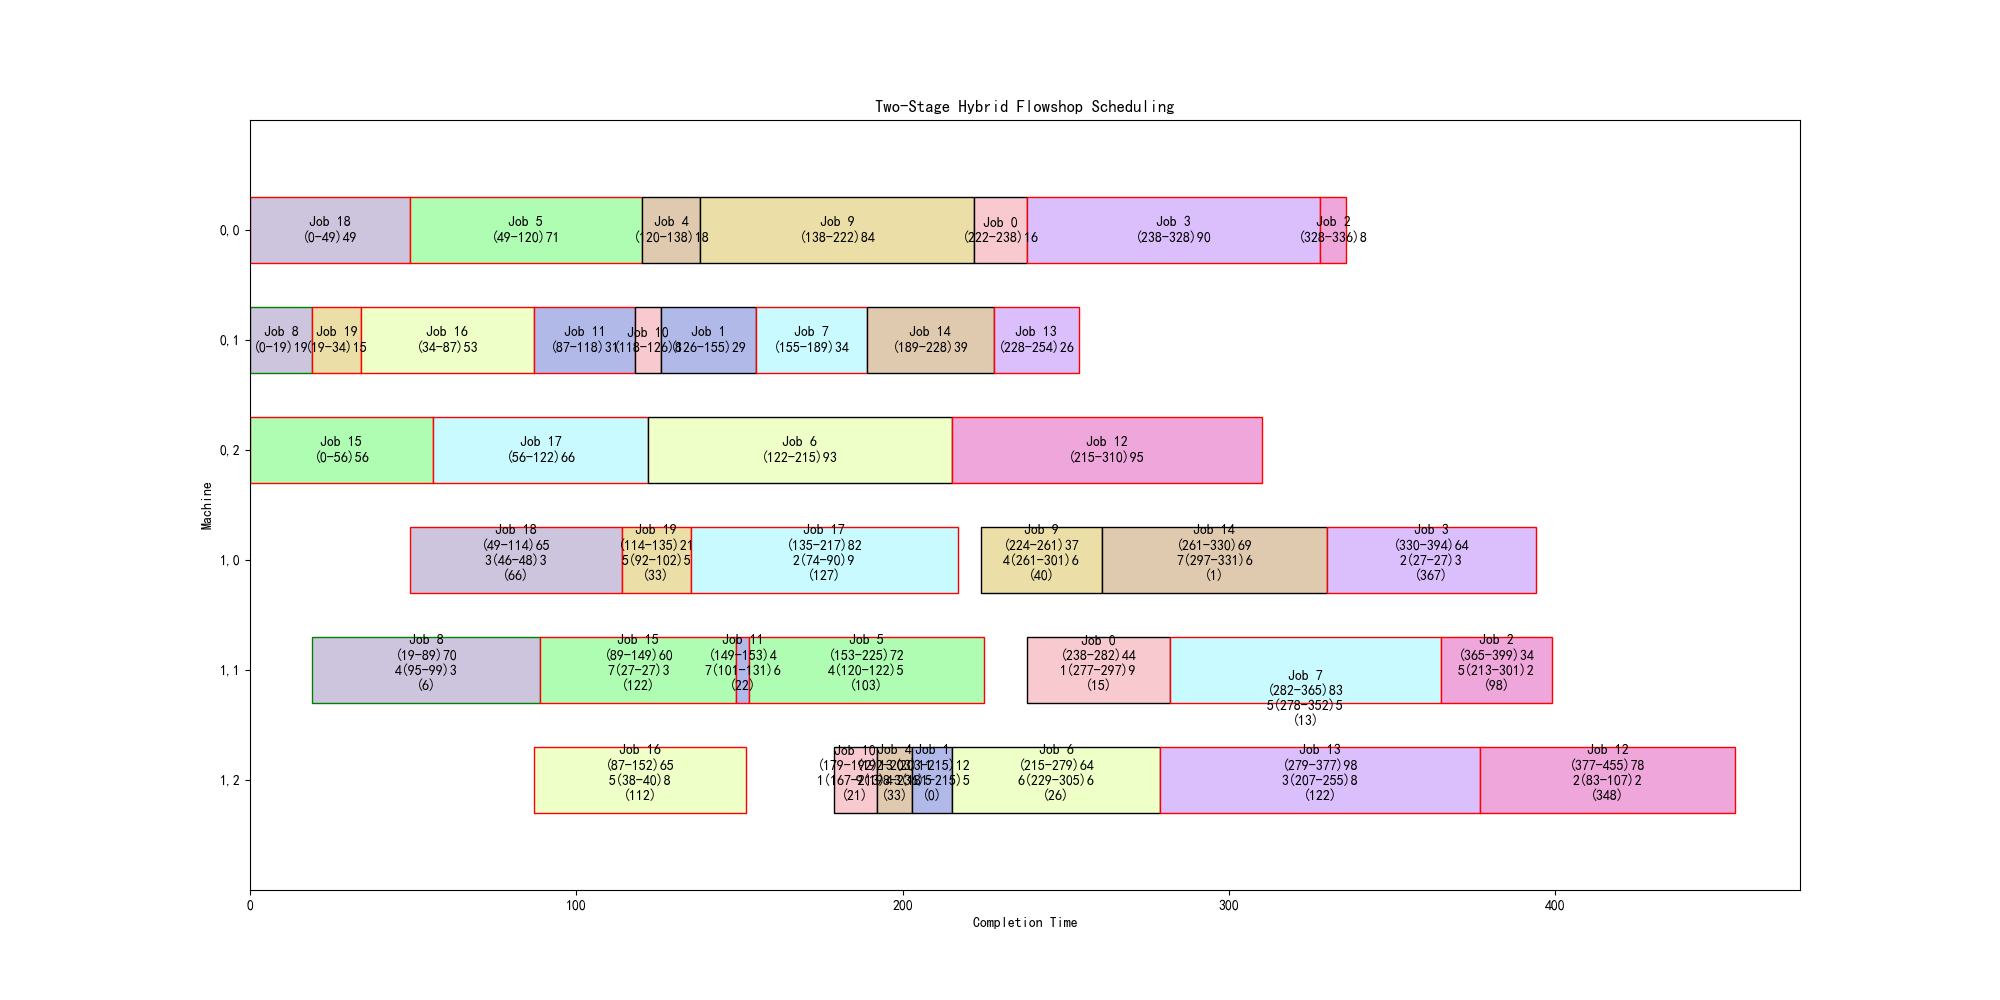 Two-Stage Hybrid Flowshop Scheduling
Machine
0,0
Job 18
(0-49)49
Job 5
(49-120)71
Job 4
(120-138)18
Job 9
(138-222)84
Job 0
(222-238)16
Job 3
(238-328)90
Job 2
(328-336)8
0,1
Job 8
(0-19)19
Job 19
(19-34)15
Job 16
(34-87)53
Job 11
(87-118)31
Job 10
(118-126)8
Job 1
(126-155)29
Job 7
(155-189)34
Job 14
(189-228)39
Job 13
(228-254)26
0,2
Job 15
(0-56)56
Job 17
(56-122)66
Job 6
(122-215)93
Job 12
(215-310)95
1,0
Job 18
(49-114)65
3(46-48)3
(66)
Job 19
(114-135)21
5(92-102)5
(33)
Job 17
(135-217)82
2(74-90)9
(127)
Job 9
(224-261)37
4(261-301)6
(40)
Job 14
(261-330)69
7(297-331)6
(1)
Job 3
(330-394)64
2(27-27)3
(367)
1,1
Job 8
(19-89)70
4(95-99)3
(6)
Job 15
(89-149)60
7(27-27)3
(122)
Job 11
(149-153)4
7(101-131)6
(22)
Job 5
(153-225)72
4(120-122)5
(103)
Job 0
(238-282)44
1(277-297)9
(15)
Job 7
(282-365)83
5(278-352)5
(13)
Job 2
(365-399)34
5(213-301)2
(98)
1,2
Job 16
(87-152)65
5(38-40)8
(112)
Job 10
(179-192)13
(21)
Job 4
(192-203)11
(33)
Job 1
(203-215)12
(0)
Job 6
(215-279)64
6(229-305)6
(26)
Job 13
(279-377)98
3(207-255)8
(122)
Job 12
(377-455)78
2(83-107)2
(348)
0
100
200
300
400
Completion Time